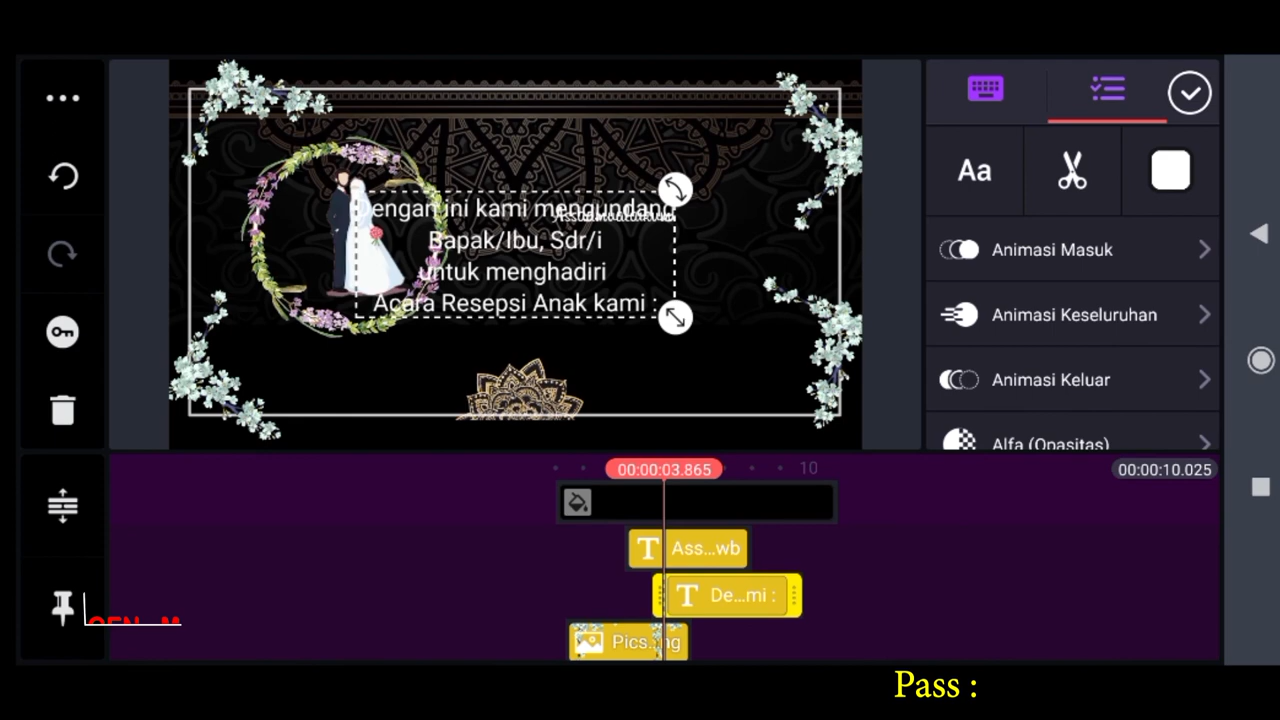 Dengan ini kami mengundang
Bapak/Ibu, Sdr/i
untuk menghadiri
Acara Resepsi Anak kami :
Aa
Animasi Masuk
Animasi Keseluruhan
Animasi Keluar
Alfa (Opasitas)
00:00:03.865
10
00:00:10.025
Ass...wb
De...mi :
Pics...ng
Pass :